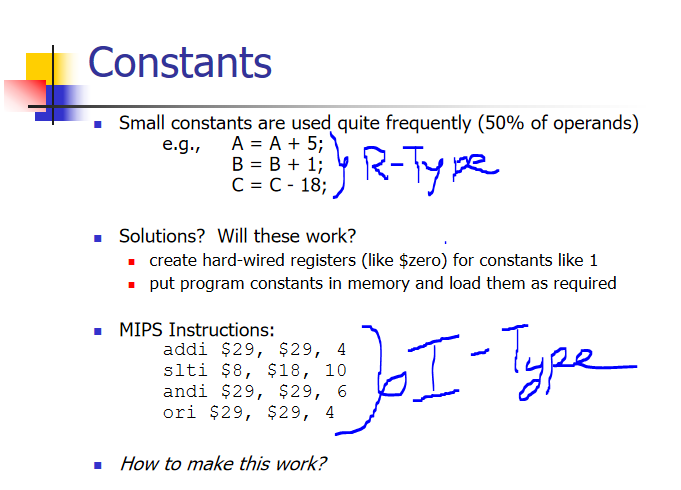 Constants
Small constants are used quite frequently (50% of operands)
e.g., A = A + 5;
B = B + 1;
C = C - 18;
R-Type
Solutions? Will these work?
create hard-wired registers (like $zero) for constants like 1
put program constants in memory and load them as required
MIPS Instructions:
addi $29, $29, 4
slti $8, $18, 10
andi $29, $29, 6
ori $29, $29, 4
I-Type
How to make this work?